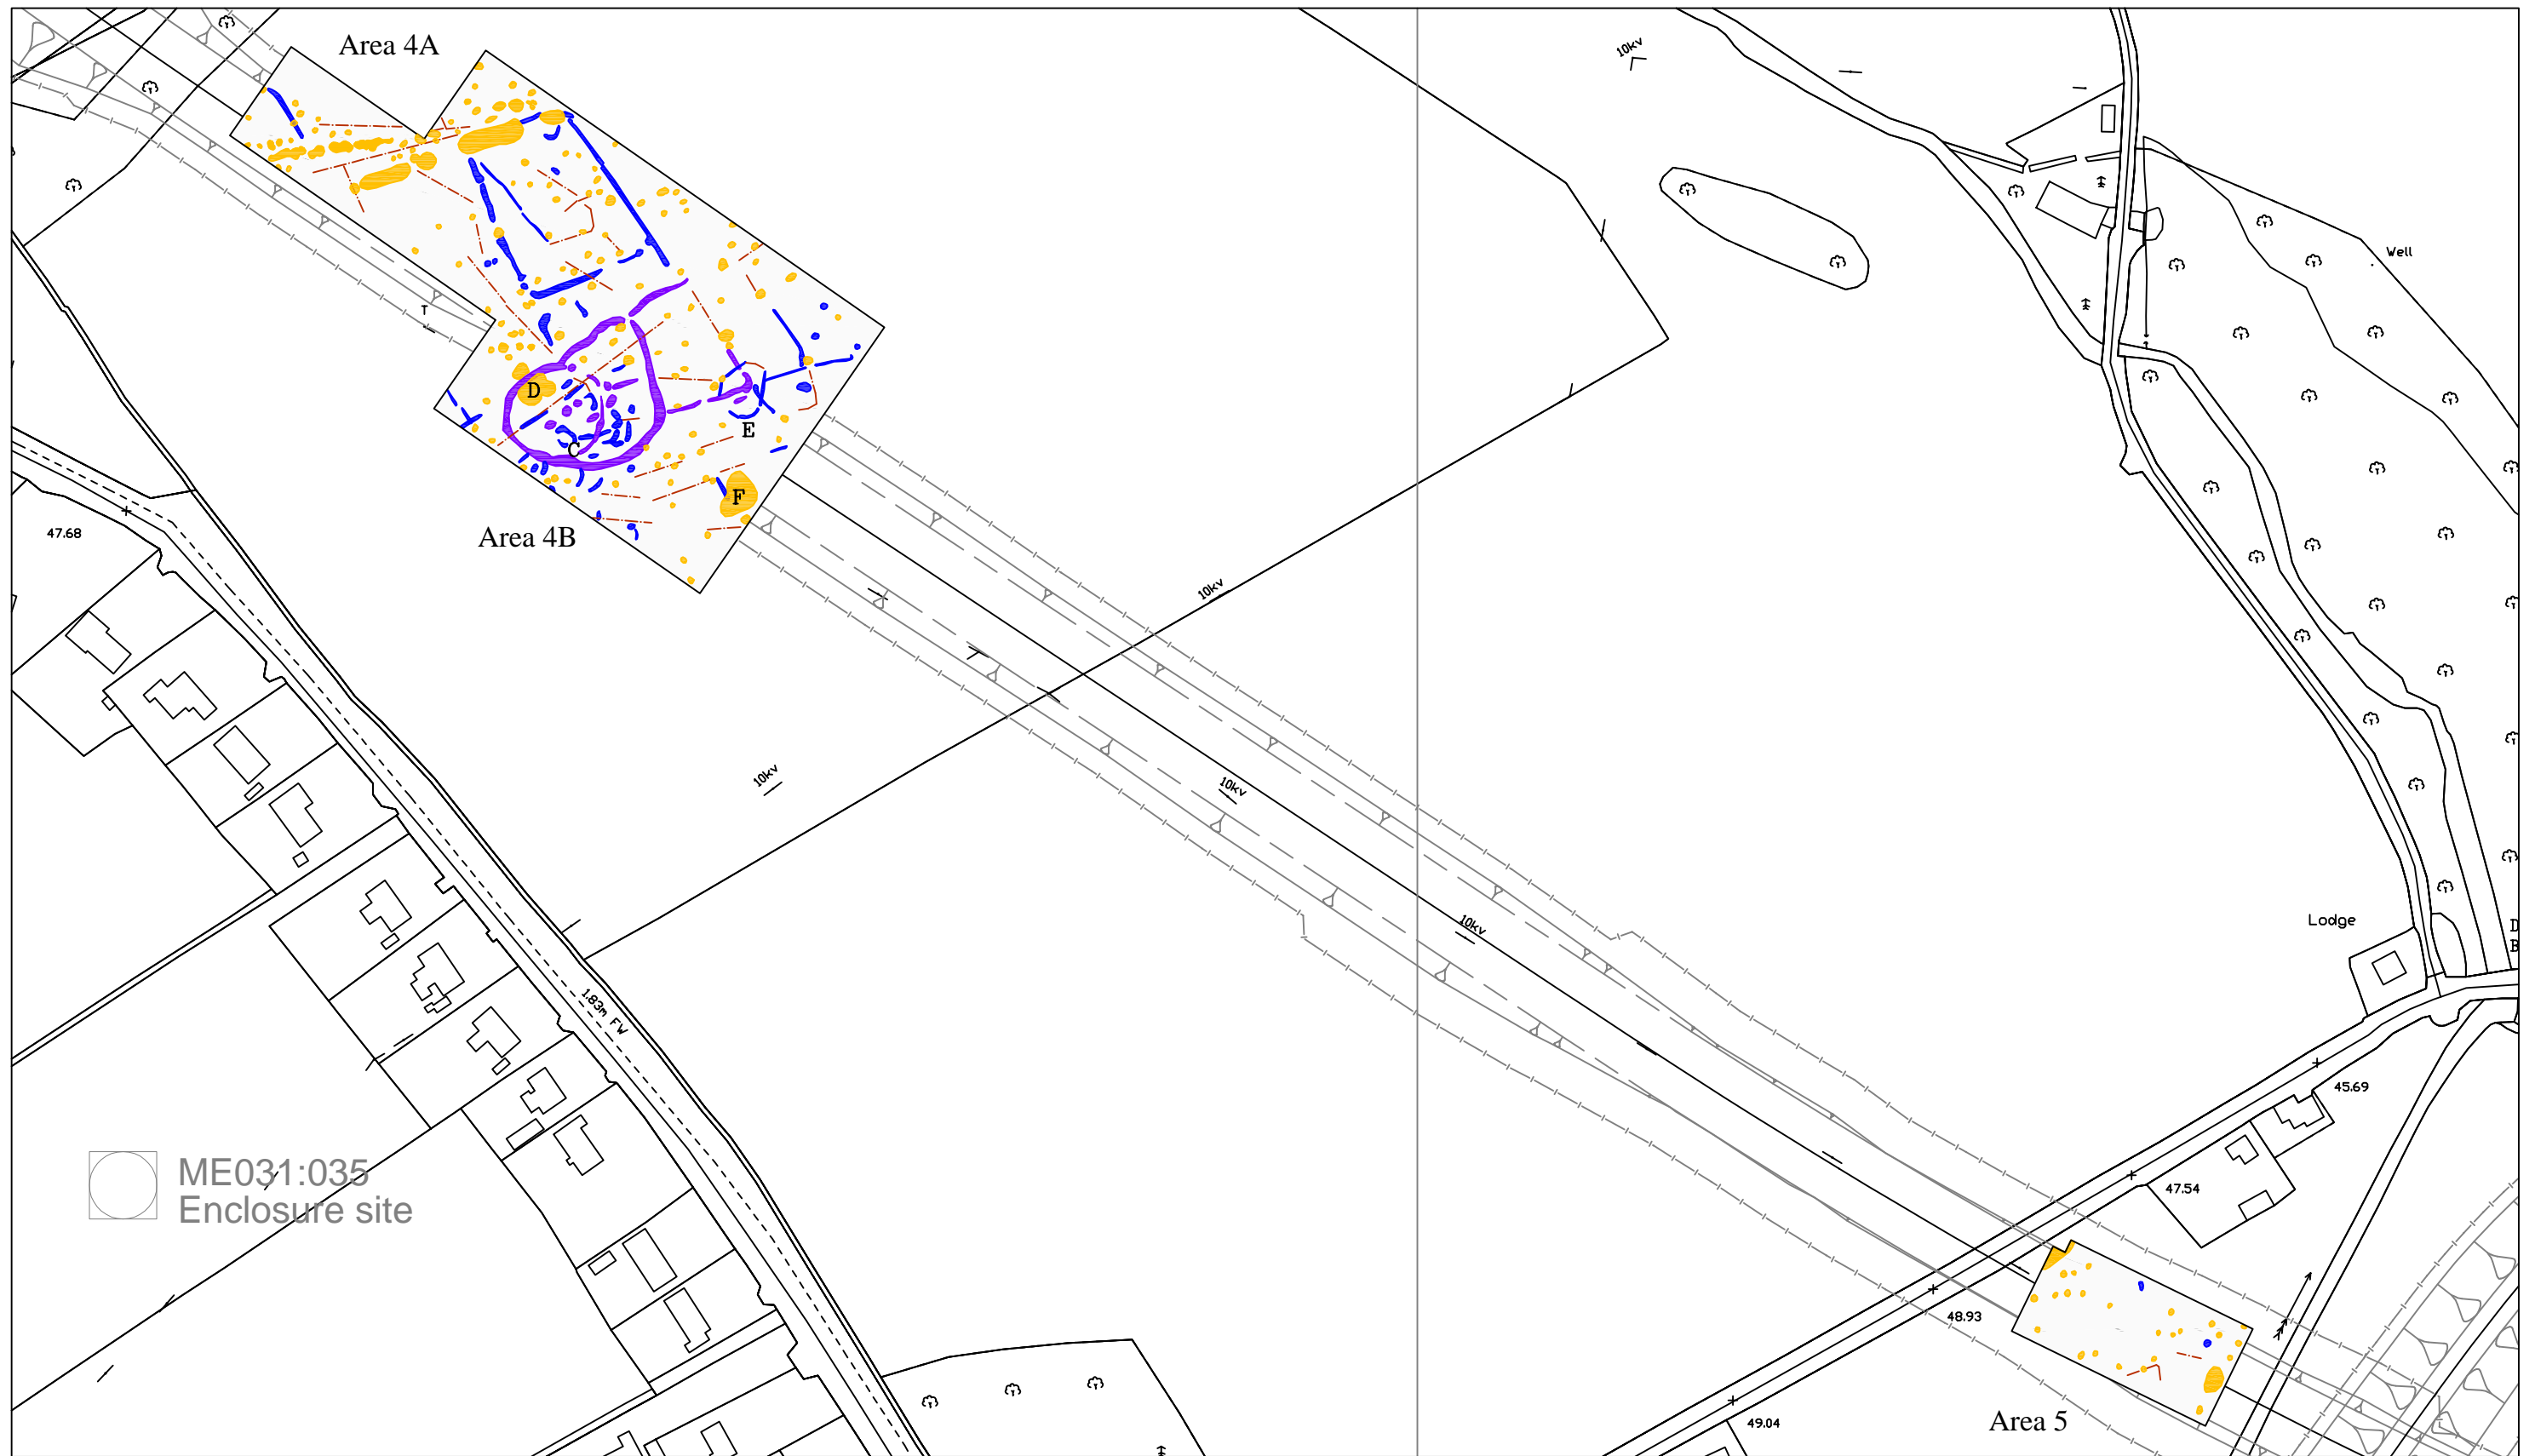 Area 4A
10kv
Well
T
D
E
C
F
47.68
Area 4B
10kv
10kv
10kv
10kv
Lodge
D
B
1.83m FW
45.69
ME031:035
Enclosure site
47.54
48.93
49.04
Area 5